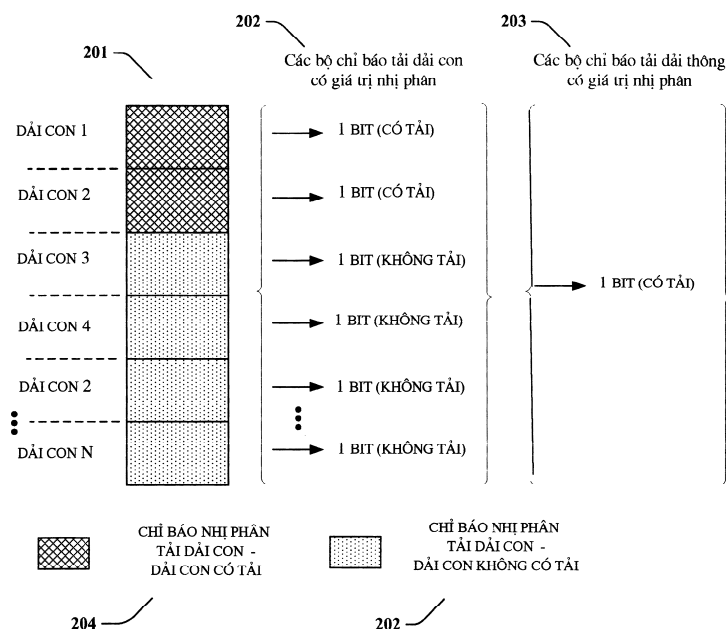 202
203
201
Các bộ chỉ báo tải dải con
có giá trị nhị phân
Các bộ chỉ báo tải dải thông
có giá trị nhị phân
DẢI CON 1
1 BIT (CÓ TẢI)
DẢI CON 2
1 BIT (CÓ TẢI)
DẢI CON 3
1 BIT (KHÔNG TẢI)
1 BIT (CÓ TẢI)
DẢI CON 4
1 BIT (KHÔNG TẢI)
DẢI CON 2
1 BIT (KHÔNG TẢI)
DẢI CON N
1 BIT (KHÔNG TẢI)
CHỈ BÁO NHỊ PHÂN
TẢI DẢI CON -
DẢI CON CÓ TẢI
CHỈ BÁO NHỊ PHÂN
TẢI DẢI CON -
DẢI CON KHÔNG CÓ TẢI
204
202